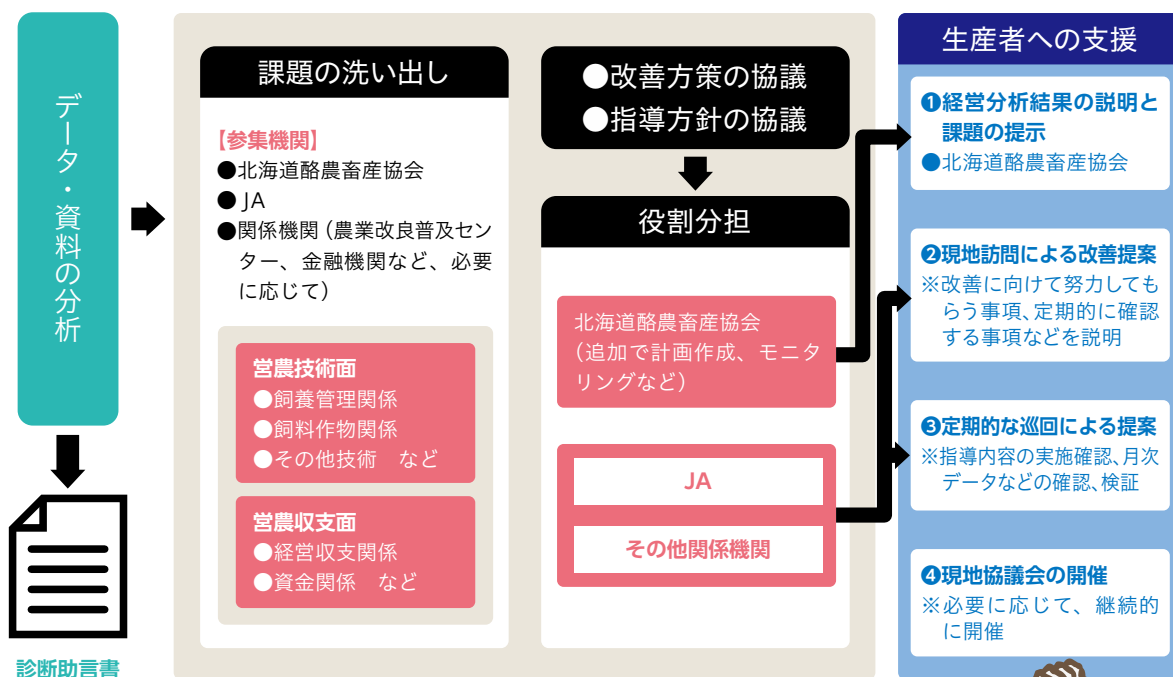 データ・資料の分析
診断助言書
課題の洗い出し
【参集機関】
●北海道酪農畜産協会
●JA
●関係機関（農業改良普及セン
ター、金融機関など、必要
に応じて）
営農技術面
●飼養管理関係
●飼料作物関係
●その他技術　など
営農収支面
●経営収支関係
●資金関係　など
●改善方策の協議
●指導方針の協議
役割分担
北海道酪農畜産協会
（追加で計画作成、モニタ
リングなど）
JA
その他関係機関
生産者への支援
❶経営分析結果の説明と
課題の提示
●北海道酪農畜産協会
❷現地訪問による改善提案
※改善に向けて努力しても
らう事項、定期的に確認
する事項などを説明
❸定期的な巡回による提案
※指導内容の実施確認、月次
データなどの確認、検証
❹現地協議会の開催
※必要に応じて、継続的
に開催